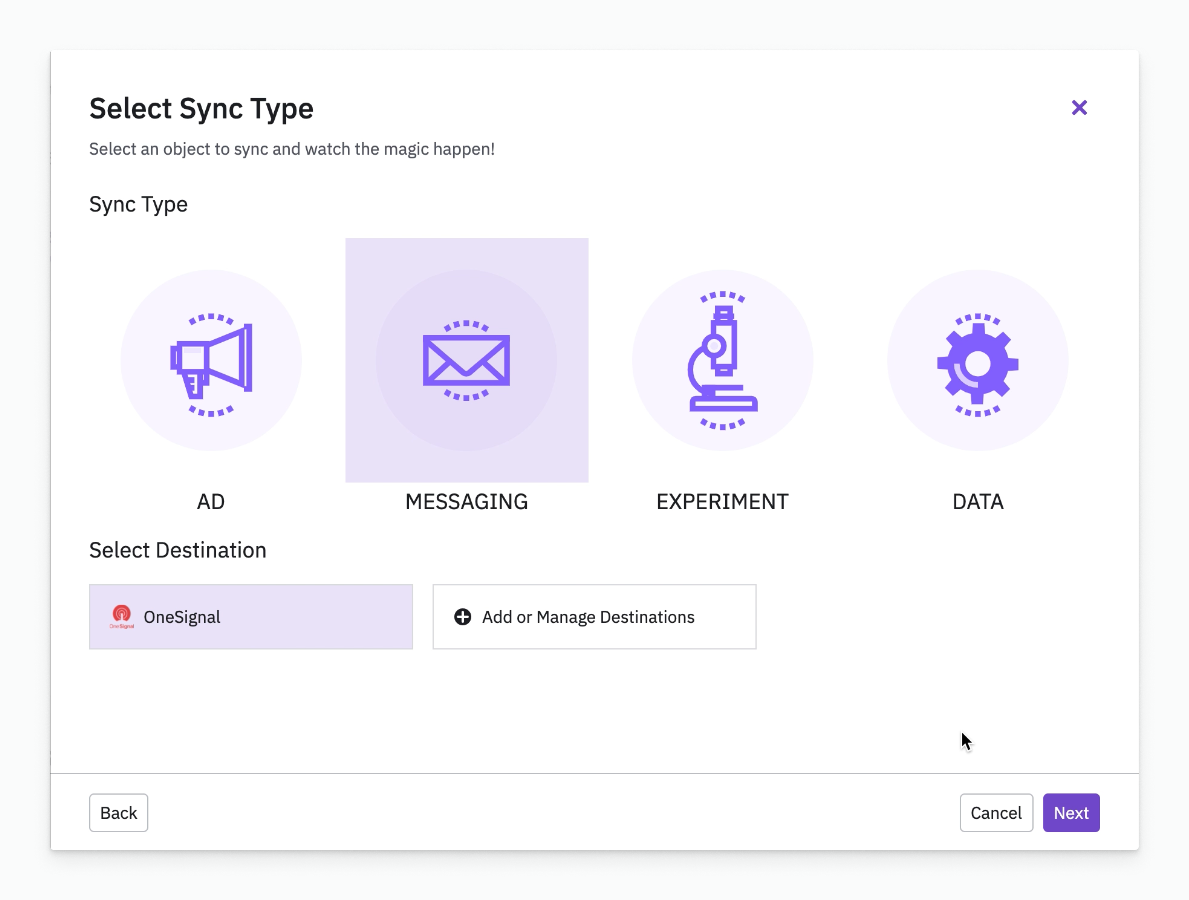 Select Sync Type
Select an object to sync and watch the magic happen!
Sync Type
AD
MESSAGING
EXPERIMENT
DATA
Select Destination
OneSignal
OneSignal
Add or Manage Destinations
Back
Cancel
Next